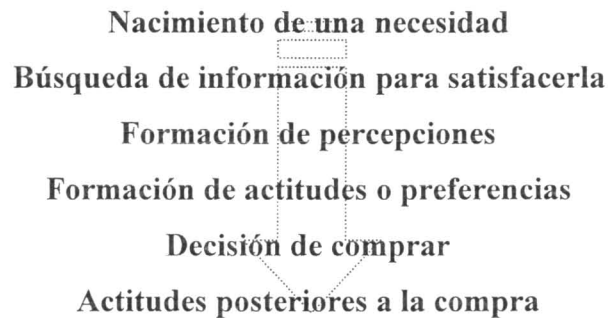 Nacimiento de una necesidad
Búsqueda de información para satisfacerla
Formación de percepciones
Formación de actitudes o preferencias
Decisión de comprar
Actitudes posteriores a la compra